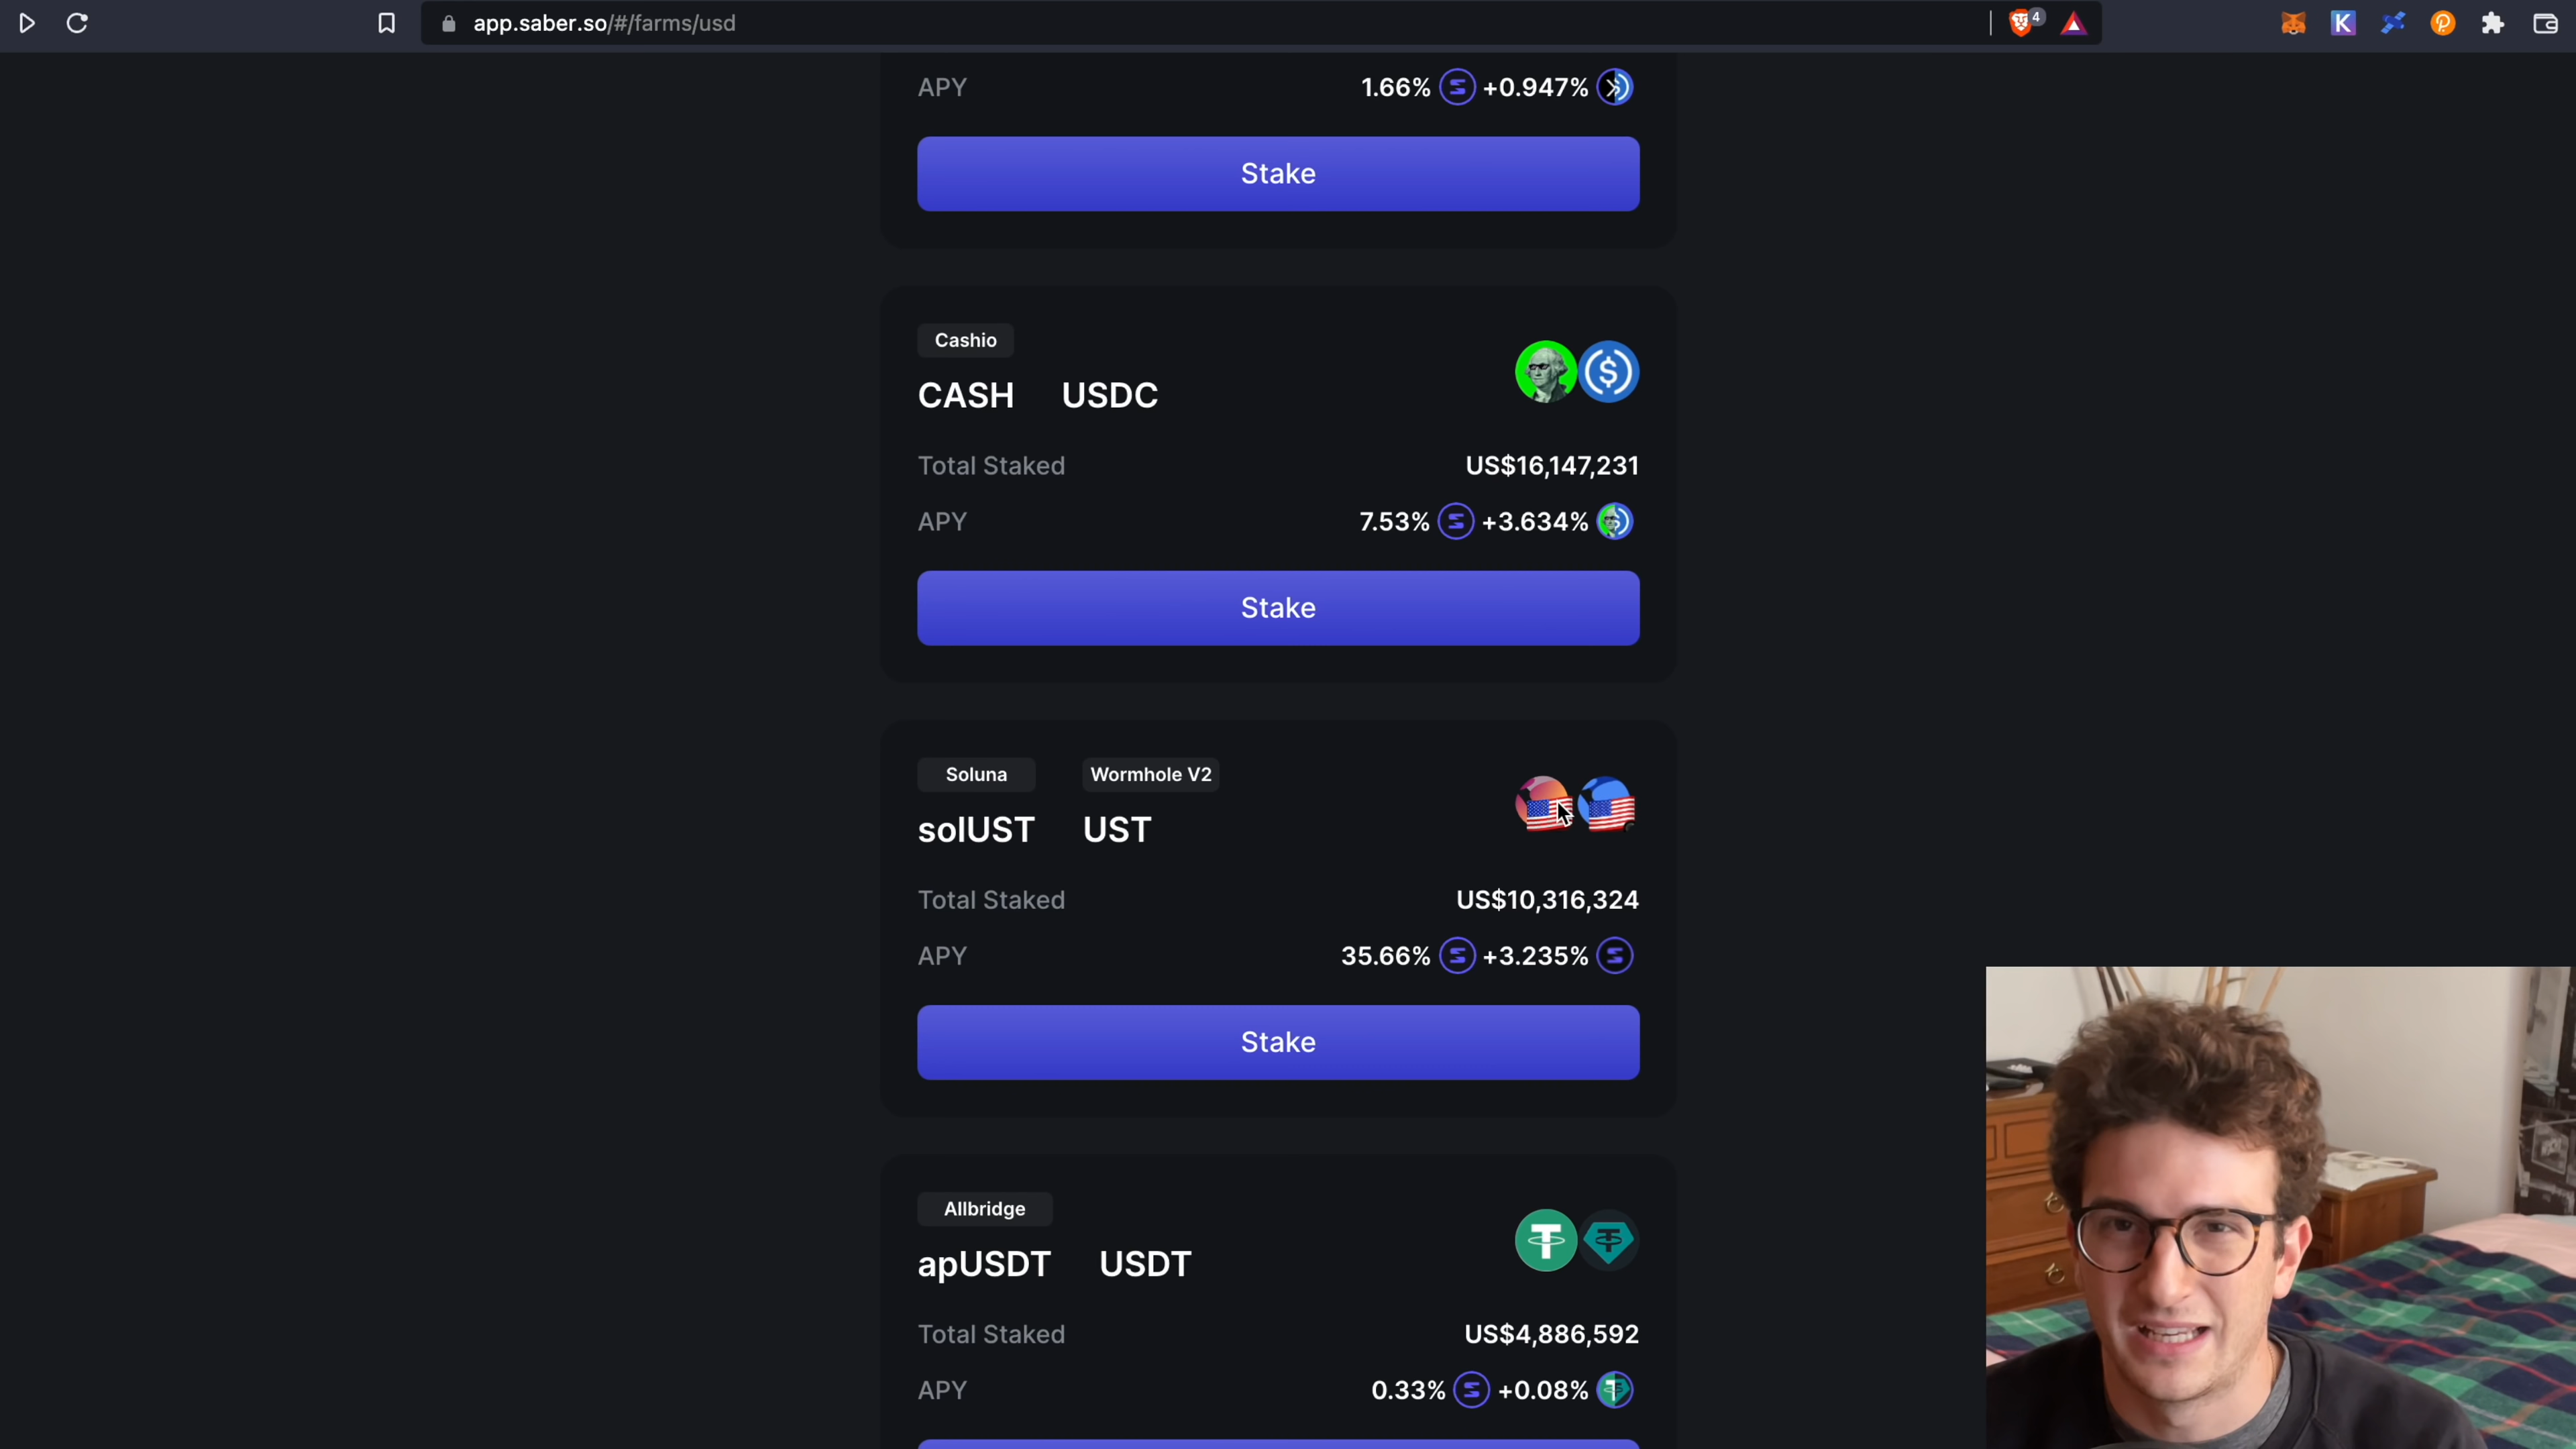 app.saber.so/#/farms/usd
4
K
APY 1.66% +0.947%
Stake
Cashio
CASH USDC
Total Staked US$16,147,231
APY 7.53% +3.634%
Stake
Soluna Wormhole V2
solUST UST
Total Staked US$10,316,324
APY 35.66% +3.235%
Stake
Allbridge
apUSDT USDT
Total Staked US$4,886,592
APY 0.33% +0.08%